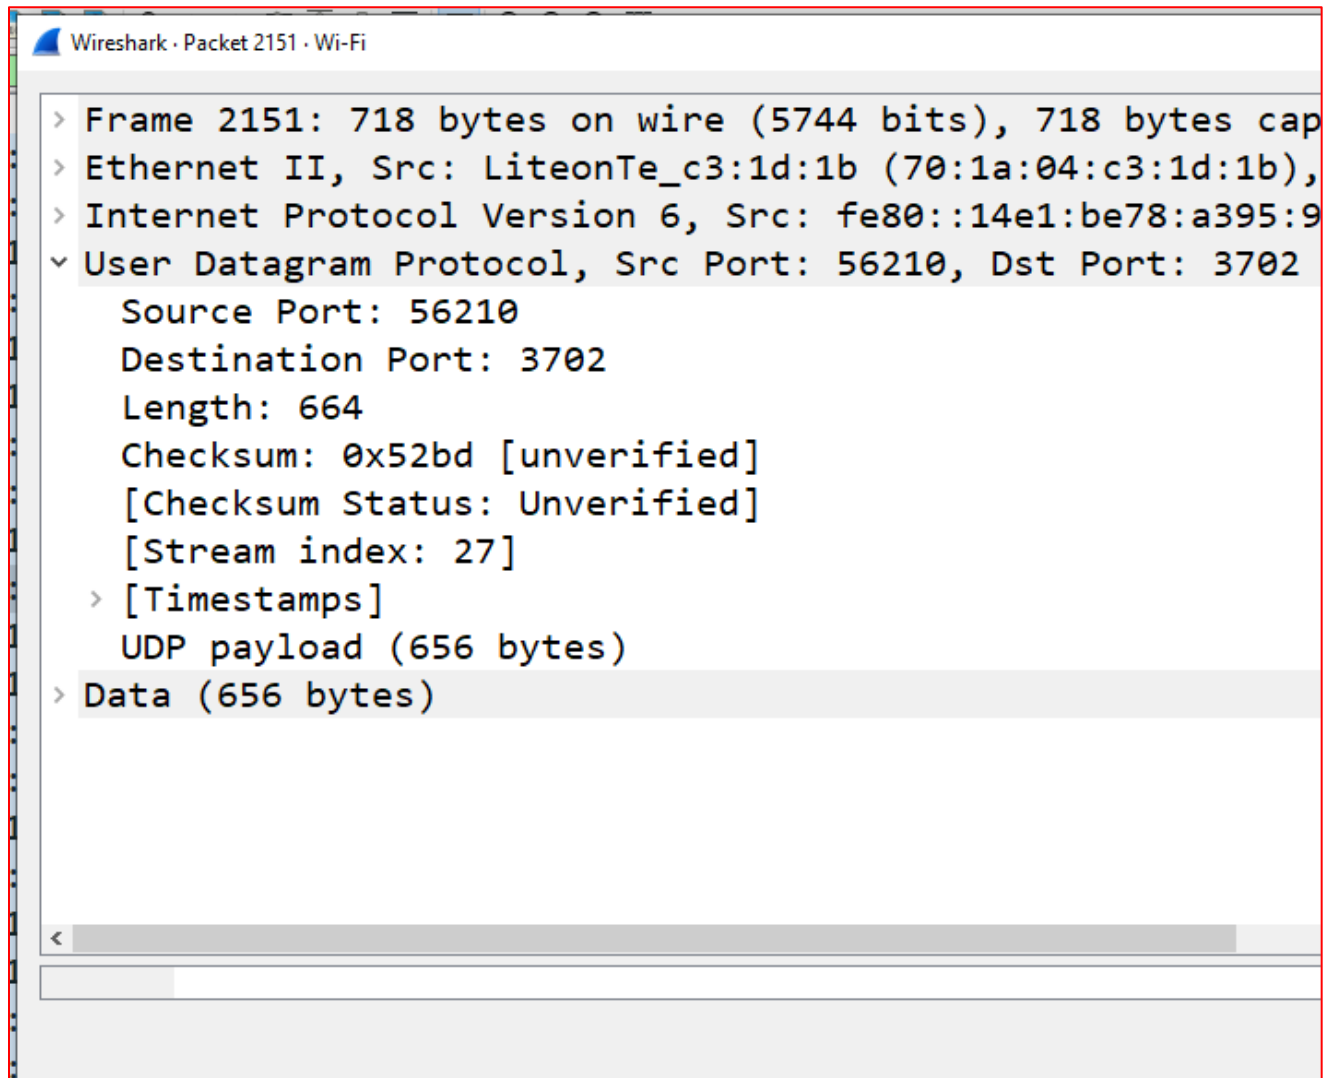 Wireshark · Packet 2151 · Wi-Fi
Frame 2151: 718 bytes on wire (5744 bits), 718 bytes cap
Ethernet II, Src: LiteonTe_c3:1d:1b (70:1a:04:c3:1d:1b),
Internet Protocol Version 6, Src: fe80::14e1:be78:a395:9
User Datagram Protocol, Src Port: 56210, Dst Port: 3702
Source Port: 56210
Destination Port: 3702
Length: 664
Checksum: 0x52bd [unverified]
[Checksum Status: Unverified]
[Stream index: 27]
[Timestamps]
UDP payload (656 bytes)
Data (656 bytes)